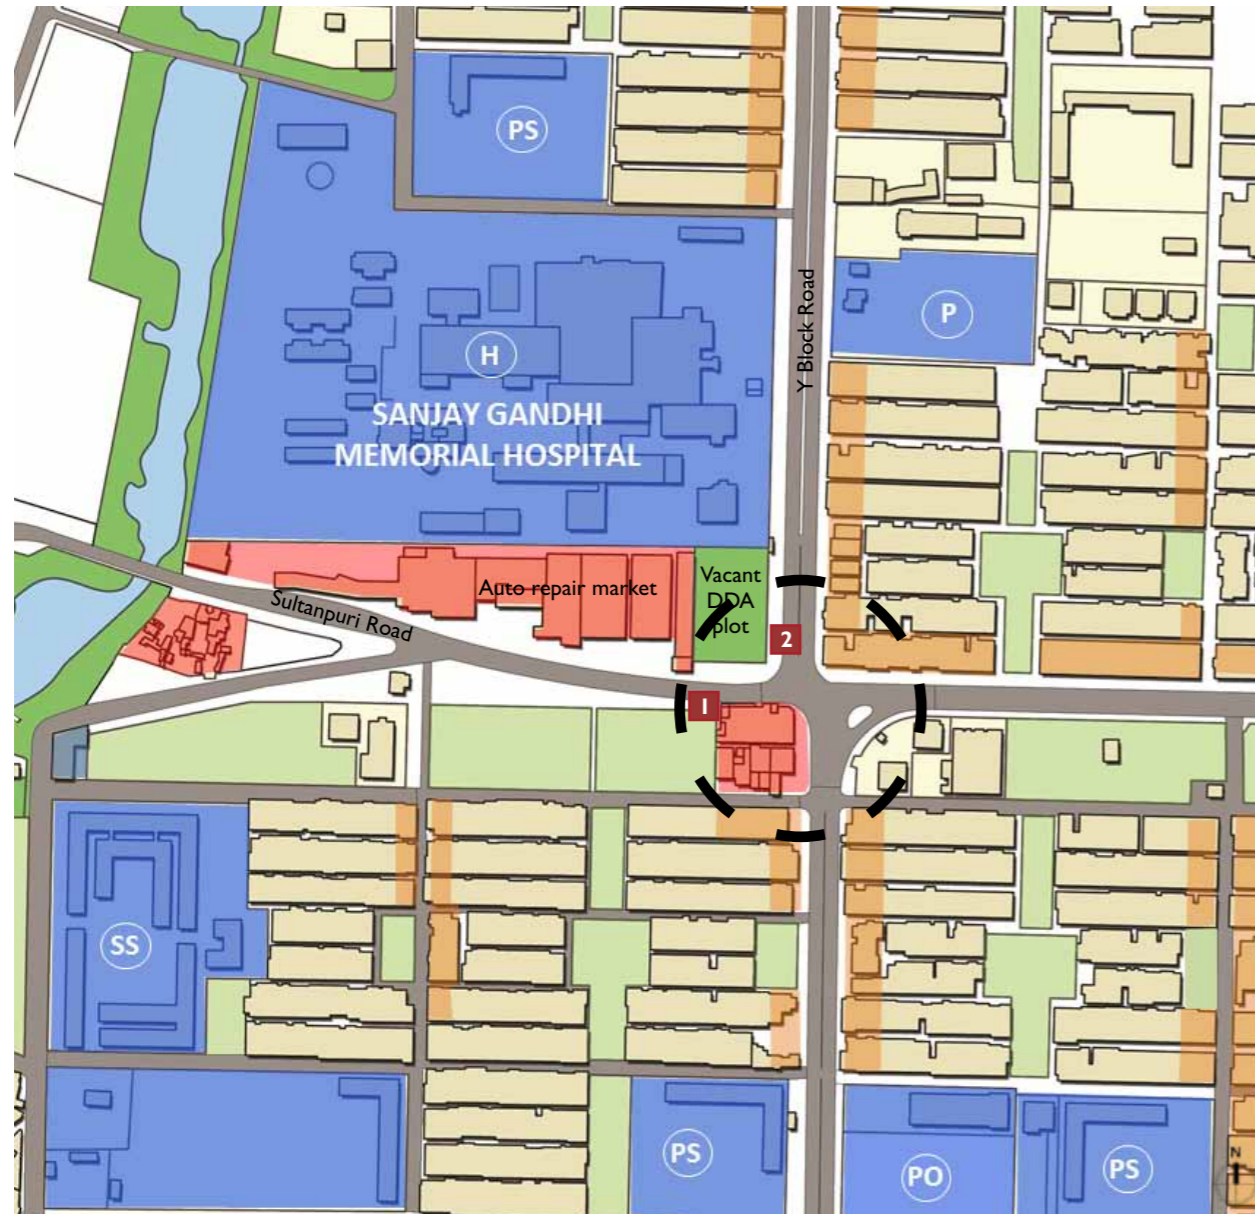 PS
P
Y Block Road
H
SANJAY GANDHI
MEMORIAL HOSPITAL
Auto repair market
Vacant
DDA
plot
Sultanpuri Road
2
1
SS
PS
PO
PS
N